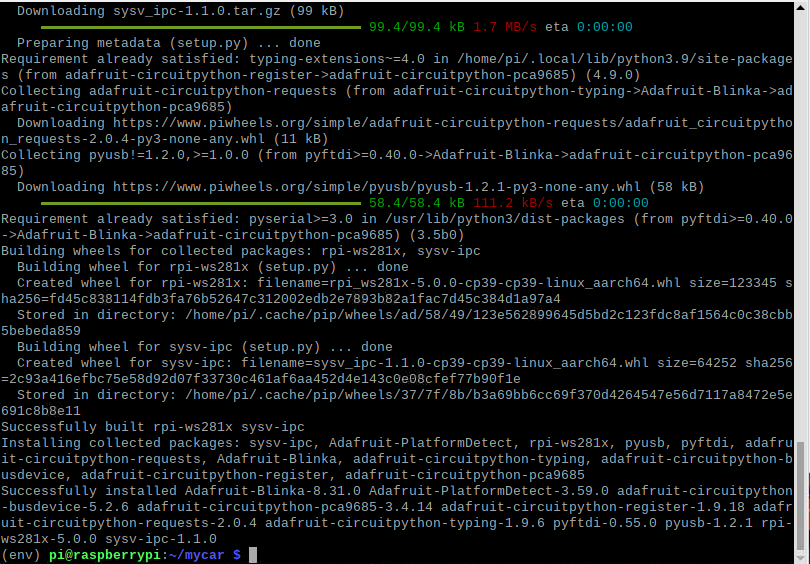 Downloading sysv_ipc-1.1.0.tar.gz (99 kB)
99.4/99.4 kB 1.7 MB/s eta 0:00:00
  Preparing metadata (setup.py) ... done
Requirement already satisfied: typing-extensions~=4.0 in /home/pi/.local/lib/python3.9/site-package
s (from adafruit-circuitpython-register->adafruit-circuitpython-pca9685) (4.9.0)
Collecting adafruit-circuitpython-requests (from adafruit-circuitpython-typing->Adafruit-Blinka->ad
afruit-circuitpython-pca9685)
  Downloading https://www.piwheels.org/simple/adafruit-circuitpython-requests/adafruit_circuitpytho
n_requests-2.0.4-py3-none-any.whl (11 kB)
Collecting pyusb!=1.2.0,>=1.0.0 (from pyftdi>=0.40.0->Adafruit-Blinka->adafruit-circuitpython-pca96
85)
  Downloading https://www.piwheels.org/simple/pyusb/pyusb-1.2.1-py3-none-any.whl (58 kB)
58.4/58.4 kB 111.2 kB/s eta 0:00:00
Requirement already satisfied: pyserial>=3.0 in /usr/lib/python3/dist-packages (from pyftdi>=0.40.0
->Adafruit-Blinka->adafruit-circuitpython-pca9685) (3.5b0)
Building wheels for collected packages: rpi-ws281x, sysv-ipc
  Building wheel for rpi-ws281x (setup.py) ... done
  Created wheel for rpi-ws281x: filename=rpi_ws281x-5.0.0-cp39-cp39-linux_aarch64.whl size=123345 s
ha256=fd45c838114fdb3fa76b52647c312002edb2e7893b82a1fac7d45c384d1a97a4
  Stored in directory: /home/pi/.cache/pip/wheels/ad/58/49/123e562899645d5bd2c123fdc8af1564c0c38cbb
5bebeda859
  Building wheel for sysv-ipc (setup.py) ... done
  Created wheel for sysv-ipc: filename=sysv_ipc-1.1.0-cp39-cp39-linux_aarch64.whl size=64252 sha256
=2c93a416efbc75e58d92d07f33730c461af6aa452d4e143c0e08cfef77b90f1e
  Stored in directory: /home/pi/.cache/pip/wheels/37/7f/8b/b3a69bb6cc69f370d4264547e56d7117a8472e5e
691c8b8e11
Successfully built rpi-ws281x sysv-ipc
Installing collected packages: sysv-ipc, Adafruit-PlatformDetect, rpi-ws281x, pyusb, pyftdi, adafru
it-circuitpython-requests, Adafruit-Blinka, adafruit-circuitpython-typing, adafruit-circuitpython-b
usdevice, adafruit-circuitpython-register, adafruit-circuitpython-pca9685
Successfully installed Adafruit-Blinka-8.31.0 Adafruit-PlatformDetect-3.59.0 adafruit-circuitpython
-busdevice-5.2.6 adafruit-circuitpython-pca9685-3.4.14 adafruit-circuitpython-register-1.9.18 adafr
uit-circuitpython-requests-2.0.4 adafruit-circuitpython-typing-1.9.6 pyftdi-0.55.0 pyusb-1.2.1 rpi-
ws281x-5.0.0 sysv-ipc-1.1.0
(env) pi@raspberrypi:~/mycar $